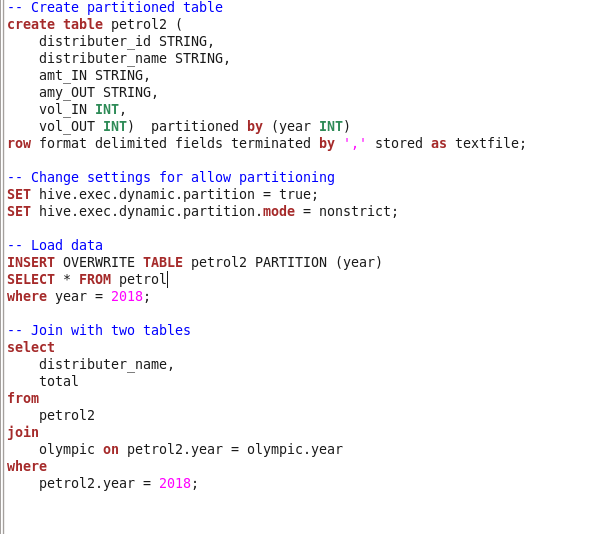 -- Create partitioned table
create table petrol2 (
    distributer_id STRING,
    distributer_name STRING,
    amt_IN STRING,
    amy_OUT STRING,
    vol_IN INT,
    vol_OUT INT)  partitioned by (year INT)
row format delimited fields terminated by ',' stored as textfile;

-- Change settings for allow partitioning
SET hive.exec.dynamic.partition = true;
SET hive.exec.dynamic.partition.mode = nonstrict;

-- Load data
INSERT OVERWRITE TABLE petrol2 PARTITION (year)
SELECT * FROM petrol
where year = 2018;

-- Join with two tables
select
    distributer_name,
    total
from
    petrol2
join
    olympic on petrol2.year = olympic.year
where
    petrol2.year = 2018;